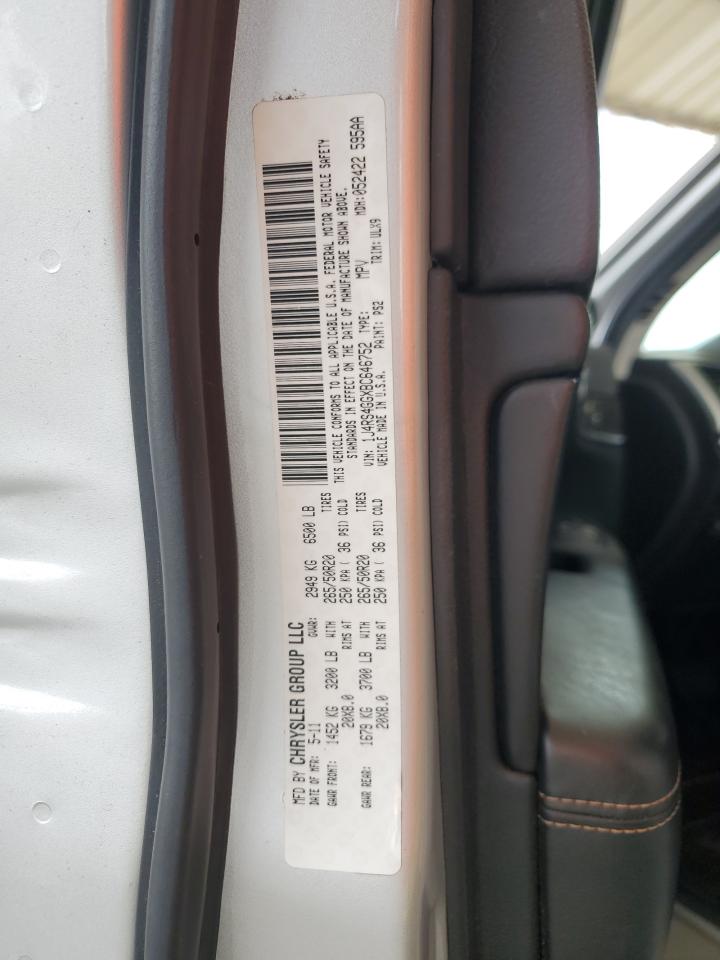 MFD BY CHRYSLER GROUP LLC
DATE OF MFR: 5-11 GVWR: 2949 KG 6500 LB
GAWR FRONT: 1452 KG 3200 LB WITH 265/50R20 TIRES
20X8.0 RIMS AT 250 KPA ( 36 PSI) COLD
GAWR REAR: 1679 KG 3700 LB WITH 265/50R20 TIRES
20X8.0 RIMS AT 250 KPA ( 36 PSI) COLD
THIS VEHICLE CONFORMS TO ALL APPLICABLE U.S.A. FEDERAL MOTOR VEHICLE SAFETY
STANDARDS IN EFFECT ON THE DATE OF MANUFACTURE SHOWN ABOVE.
VIN: 1J4RS4GGXBC646752 TYPE: MPV MDH: 052422 595AA
VEHICLE MADE IN U.S.A. PAINT: PS2 TRIM: ULX9